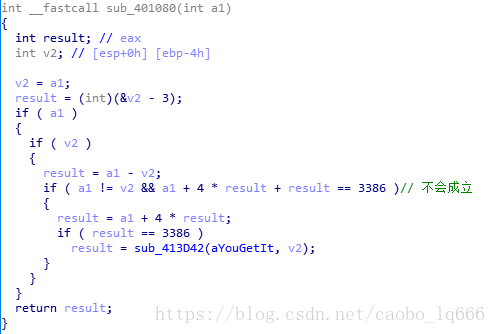 int __fastcall sub_401080(int a1)
{
  int result; // eax
  int v2; // [esp+0h] [ebp-4h]

  v2 = a1;
  result = (int)(&v2 - 3);
  if ( a1 )
  {
    if ( v2 )
    {
      result = a1 - v2;
      if ( a1 != v2 && a1 + 4 * result + result == 3386 )// 不会成立
      {
        result = a1 + 4 * result;
        if ( result == 3386 )
          result = sub_413D42(aYouGetIt, v2);
      }
    }
  }
  return result;
}
https://blog.csdn.net/caobo_lq666